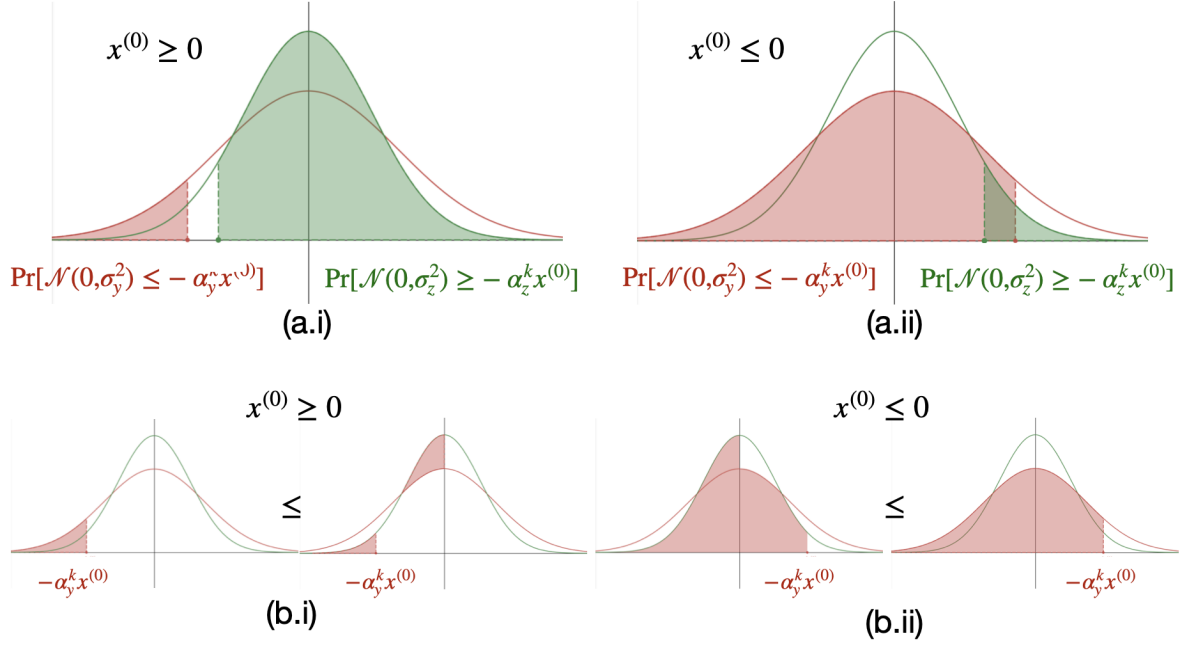 x^(0) ≥ 0
x^(0) ≤ 0
Pr[𝒩(0,σ_y^2) ≤ − α_y x ]
Pr[𝒩(0,σ_z^2) ≥ − α_z^k x^(0)]
Pr[𝒩(0,σ_y^2) ≤ − α_y^k x^(0)]
Pr[𝒩(0,σ_z^2) ≥ − α_z^k x^(0)]
(a.i)
(a.ii)
x^(0) ≥ 0
x^(0) ≤ 0
≤
≤
−α_y^k x^(0)
−α_y^k x^(0)
−α_y^k x^(0)
−α_y^k x^(0)
(b.i)
(b.ii)